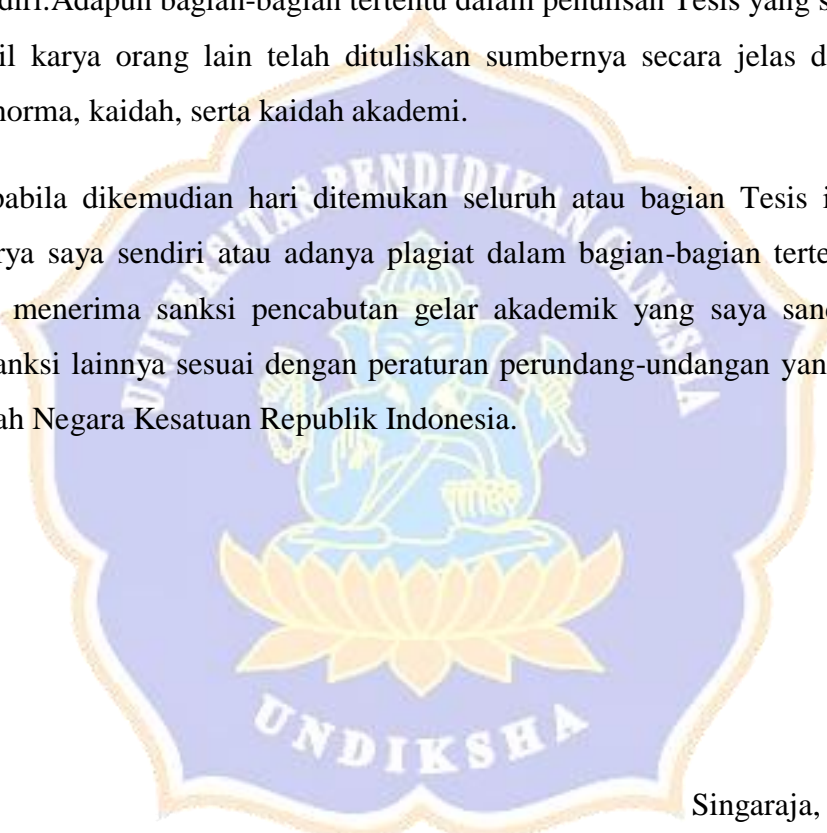 diri.Adapun bagian-bagian tertentu dalam penulisan Tesis yang s
il karya orang lain telah dituliskan sumbernya secara jelas d
norma, kaidah, serta kaidah akademi.
pabila dikemudian hari ditemukan seluruh atau bagian Tesis i
rya saya sendiri atau adanya plagiat dalam bagian-bagian terte
menerima sanksi pencabutan gelar akademik yang saya sand
anksi lainnya sesuai dengan peraturan perundang-undangan yan
ah Negara Kesatuan Republik Indonesia.
UNIVERSITAS PENDIDIKAN GANESHA
UNDIKSHA
Singaraja,